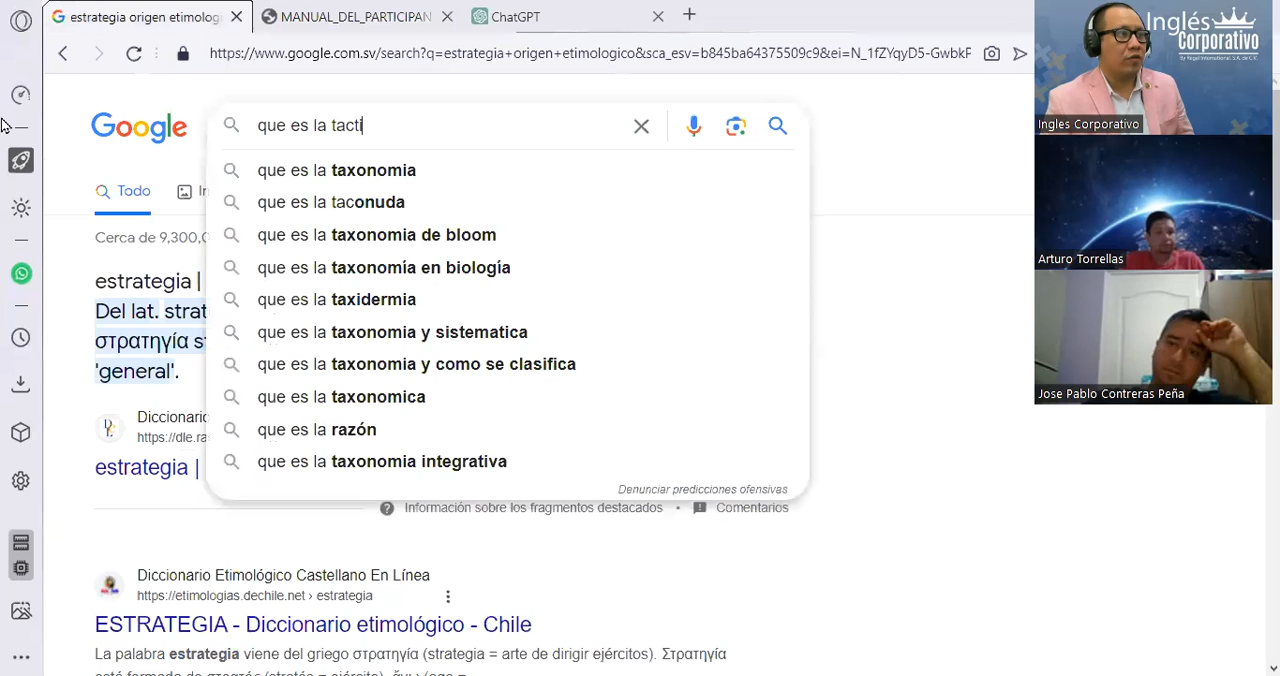 estrategia origen etimologi
MANUAL_DEL_PARTICIPAN
ChatGPT
https://www.google.com.sv/search?q=estrategia+origen+etimologico&sca_esv=b845ba64375509c9&ei=N_1fZYqyD5-GwbkP
Google
que es la tacti
que es la taxonomia
que es la taconuda
que es la taxonomia de bloom
que es la taxonomía en biología
que es la taxidermia
que es la taxonomia y sistematica
que es la taxonomia y como se clasifica
que es la taxonomica
que es la razón
que es la taxonomia integrativa
Denunciar predicciones ofensivas
Todo
Cerca de 9,300,0
estrategia |
Del lat. strat
στρατηγία s
'general'.
Diccionario
https://dle.ra
estrategia |
Información sobre los fragmentos destacados
Comentarios
Diccionario Etimológico Castellano En Línea
https://etimologias.dechile.net › estrategia
ESTRATEGIA - Diccionario etimológico - Chile
La palabra estrategia viene del griego στρατηγία (strategia = arte de dirigir ejércitos). Στρατηγία
Inglés
Corporativo
By Regal International, S.A. de C.V.
Ingles Corporativo
Arturo Torrellas
Jose Pablo Contreras Peña